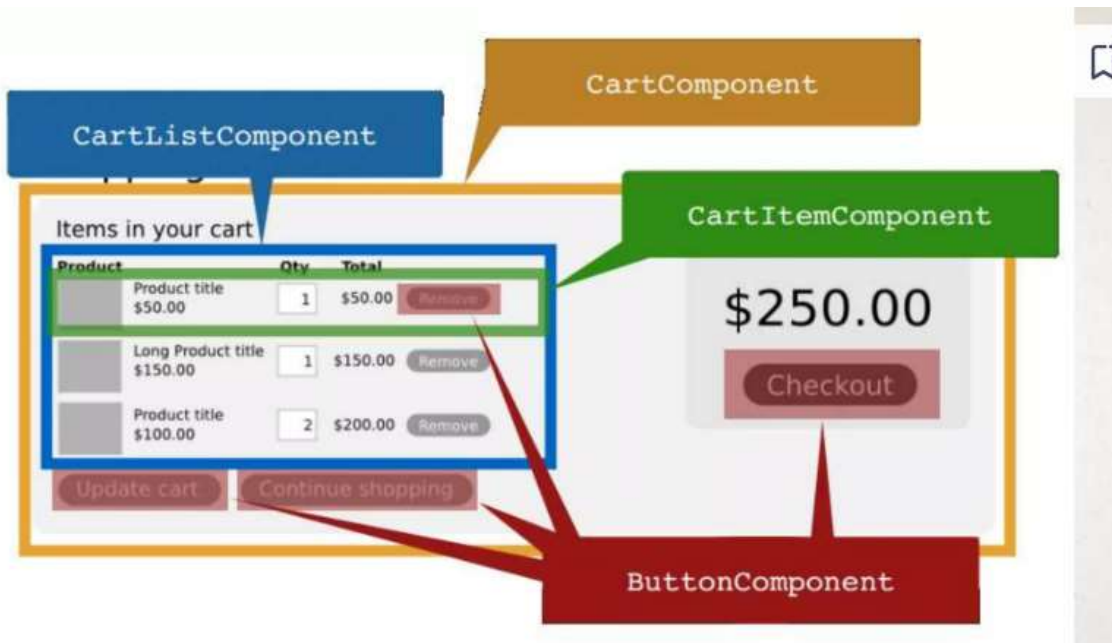 CartComponent
CartListComponent
CartItemComponent
Items in your cart
Product Qty Total
Product title
$50.00
1 $50.00 Remove
Long Product title
$150.00
1 $150.00 Remove
Product title
$100.00
2 $200.00 Remove
Update cart Continue shopping
$250.00
Checkout
ButtonComponent